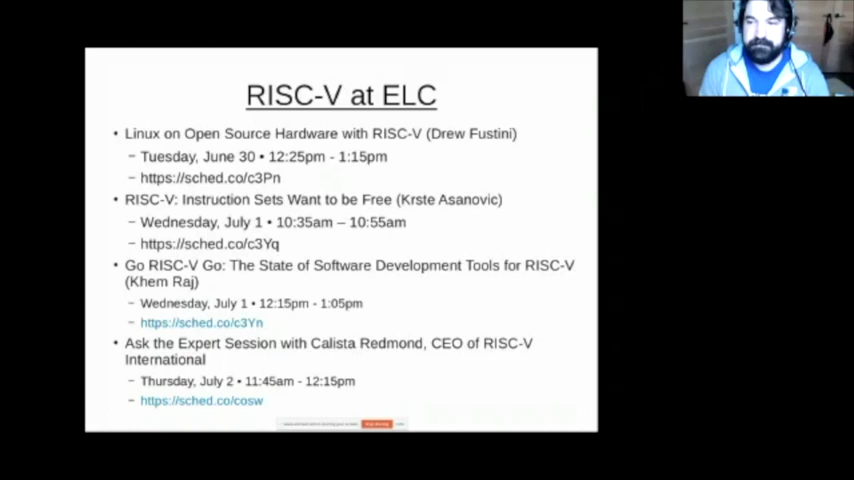 RISC-V at ELC
• Linux on Open Source Hardware with RISC-V (Drew Fustini)
– Tuesday, June 30 • 12:25pm - 1:15pm
– https://sched.co/c3Pn
• RISC-V: Instruction Sets Want to be Free (Krste Asanovic)
– Wednesday, July 1 • 10:35am – 10:55am
– https://sched.co/c3Yq
• Go RISC-V Go: The State of Software Development Tools for RISC-V
(Khem Raj)
– Wednesday, July 1 • 12:15pm - 1:05pm
– https://sched.co/c3Yn
• Ask the Expert Session with Calista Redmond, CEO of RISC-V
International
– Thursday, July 2 • 11:45am - 12:15pm
– https://sched.co/cosw